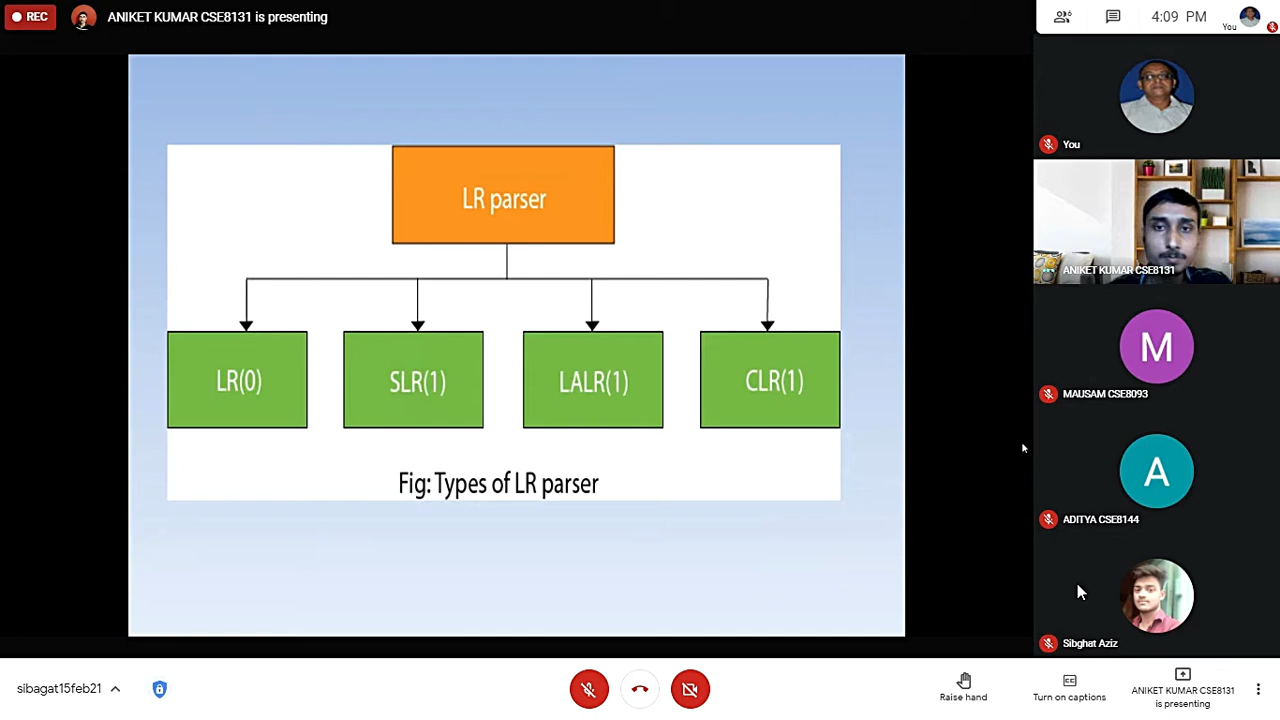 REC
ANIKET KUMAR CSE8131 is presenting
6
4:09 PM
You
LR parser
LR(0)
SLR(1)
LALR(1)
CLR(1)
Fig: Types of LR parser
You
ANIKET KUMAR CSE8131
M
MAUSAM CSE8093
A
ADITYA CSE8144
Sibghat Aziz
sibagat15feb21
Raise hand
Turn on captions
ANIKET KUMAR CSE8131
is presenting